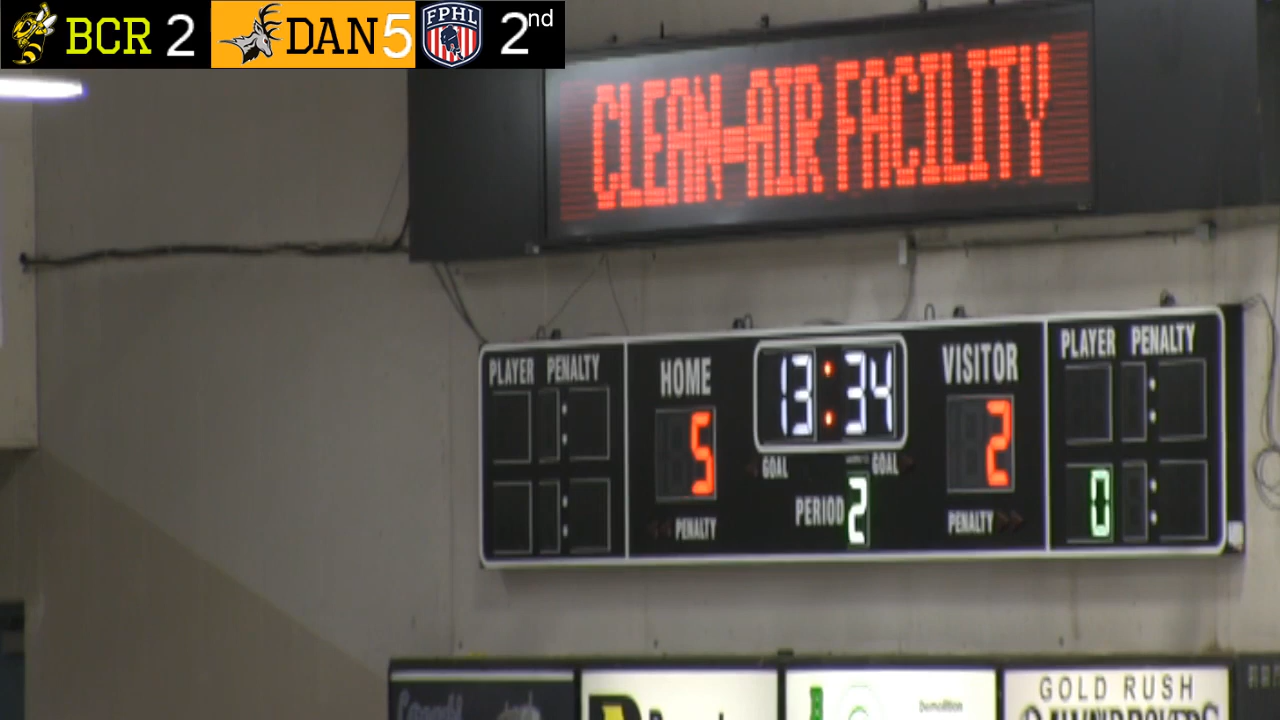 BCR 2 DAN 5 FPHL 2nd
CLEAN-AIR FACILITY
PLAYER PENALTY HOME 13:34 VISITOR PLAYER PENALTY
5 2
GOAL GOAL
PERIOD 2 0
PENALTY PENALTY
Demolition
GOLD RUSH